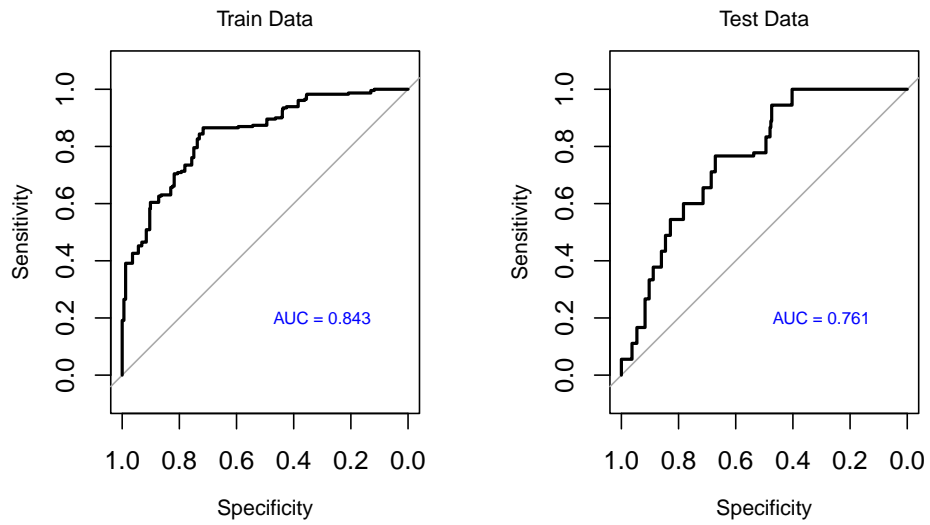 Train Data
Sensitivity
1.0
0.8
0.6
0.4
0.2
0.0
AUC = 0.843
1.0 0.8 0.6 0.4 0.2 0.0
Specificity
Test Data
Sensitivity
1.0
0.8
0.6
0.4
0.2
0.0
AUC = 0.761
1.0 0.8 0.6 0.4 0.2 0.0
Specificity